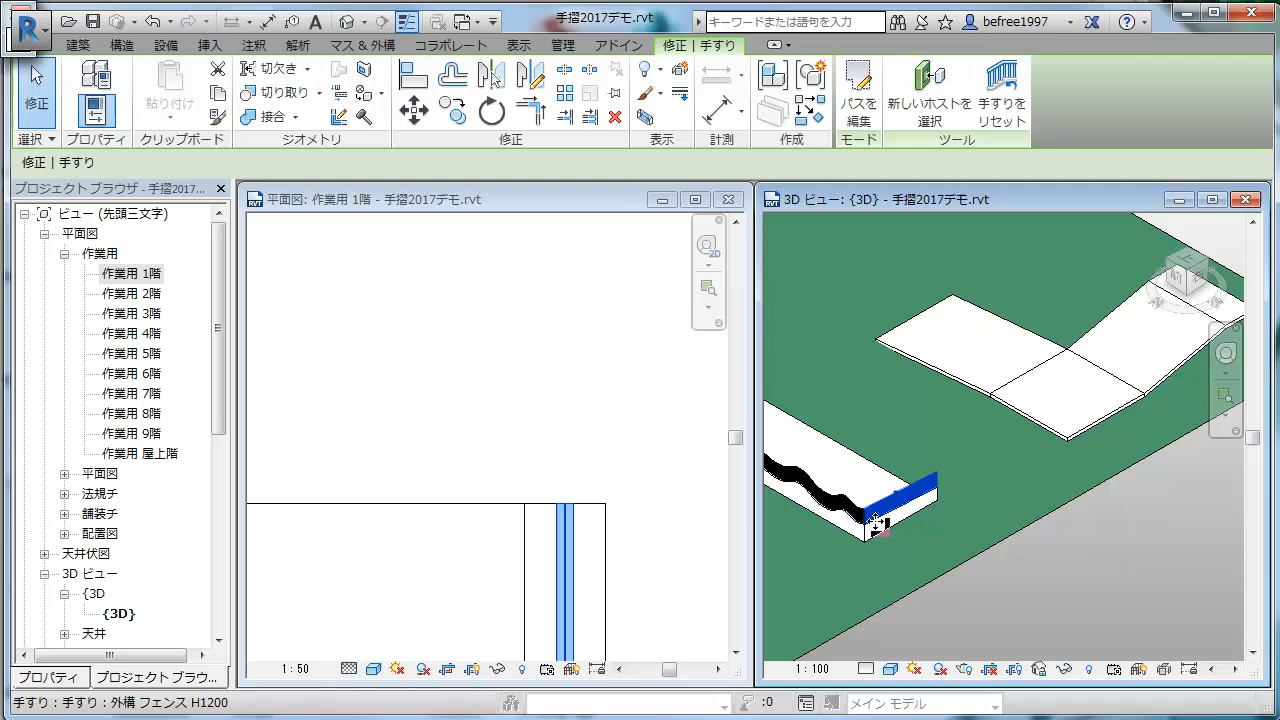 手摺2017デモ.rvt
キーワードまたは語句を入力
befree1997
建築 構造 設備 挿入 注釈 解析 マス & 外構 コラボレート 表示 管理 アドイン 修正 | 手すり
修正
貼り付け
切欠き
切り取り
接合
パスを
編集
新しいホストを
選択
手すりを
リセット
選択 プロパティ クリップボード ジオメトリ 修正 表示 計測 作成 モード ツール
修正 | 手すり
プロジェクト ブラウザ - 手摺2017...
ビュー (先頭三文字)
平面図
作業用
作業用 1階
作業用 2階
作業用 3階
作業用 4階
作業用 5階
作業用 6階
作業用 7階
作業用 8階
作業用 9階
作業用 屋上階
平面図
法規チ
舗装チ
配置図
天井伏図
3D ビュー
{3D
{3D}
天井
プロパティ プロジェクト ブラウ...
平面図: 作業用 1階 - 手摺2017デモ.rvt
2D
1 : 50
3D ビュー: {3D} - 手摺2017デモ.rvt
1 : 100
手すり : 手すり : 外構 フェンス H1200
:0
メイン モデル